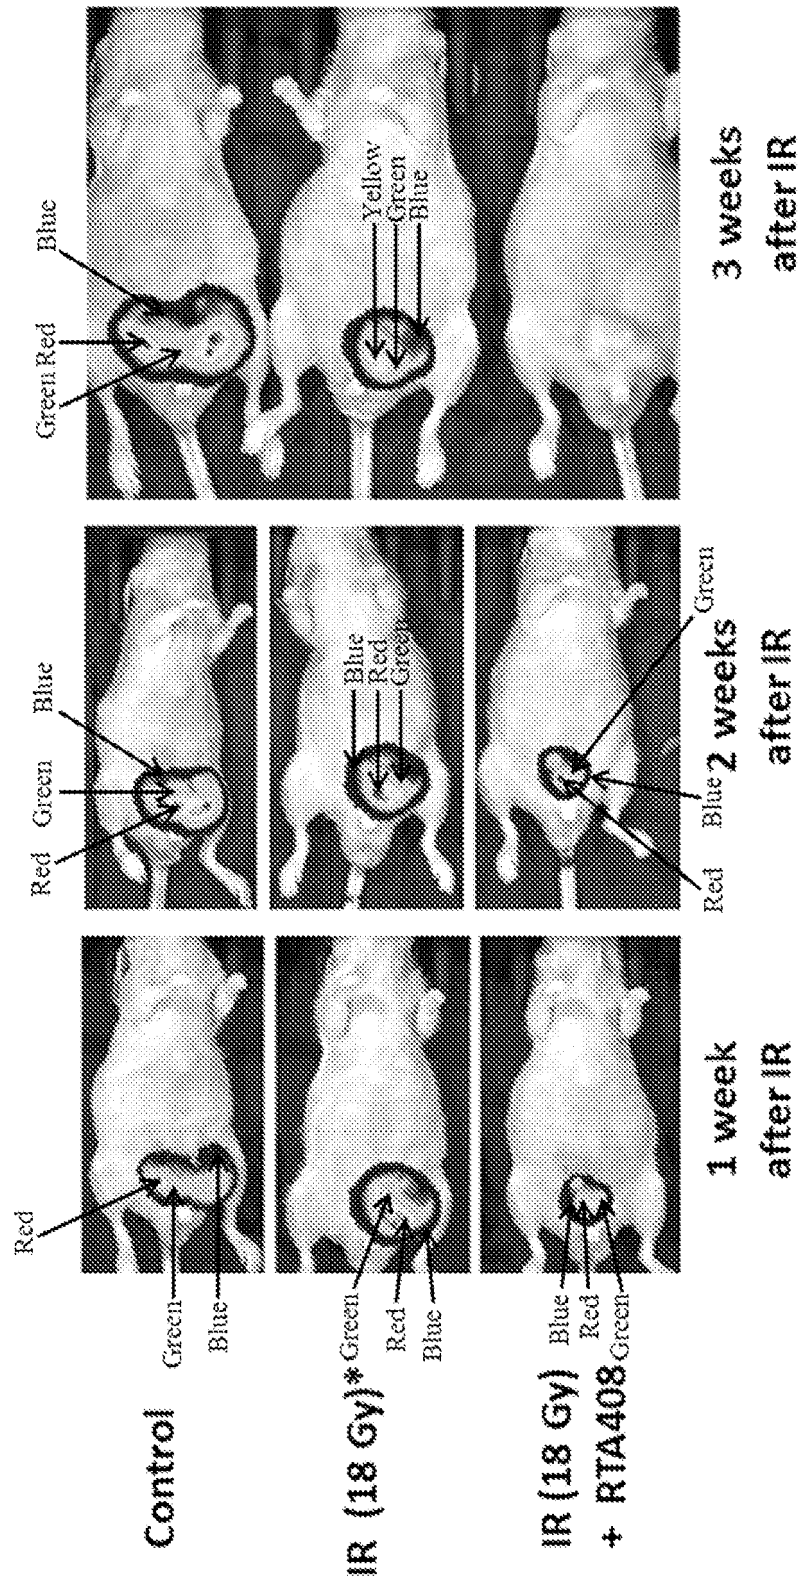 Control
Red
Green
Blue
Red
Green
Blue
Green Red
Blue
IR (18 Gy)*
Green
Red
Blue
Blue
Red
Green
Yellow
Green
Blue
IR (18 Gy)
+ RTA408
Blue
Red
Green
Red
Blue
Green
1 week
after IR
2 weeks
after IR
3 weeks
after IR